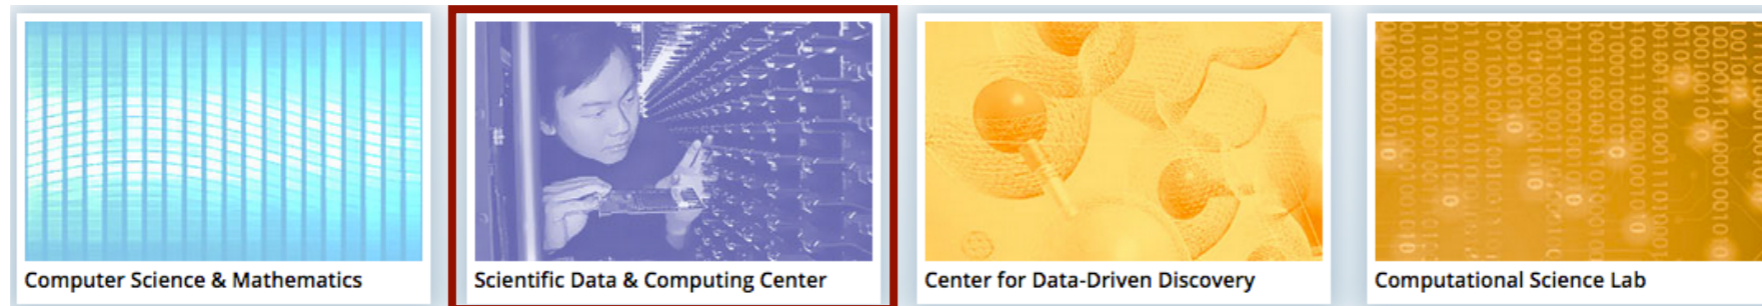 Computer Science & Mathematics
Scientific Data & Computing Center
Center for Data-Driven Discovery
Computational Science Lab